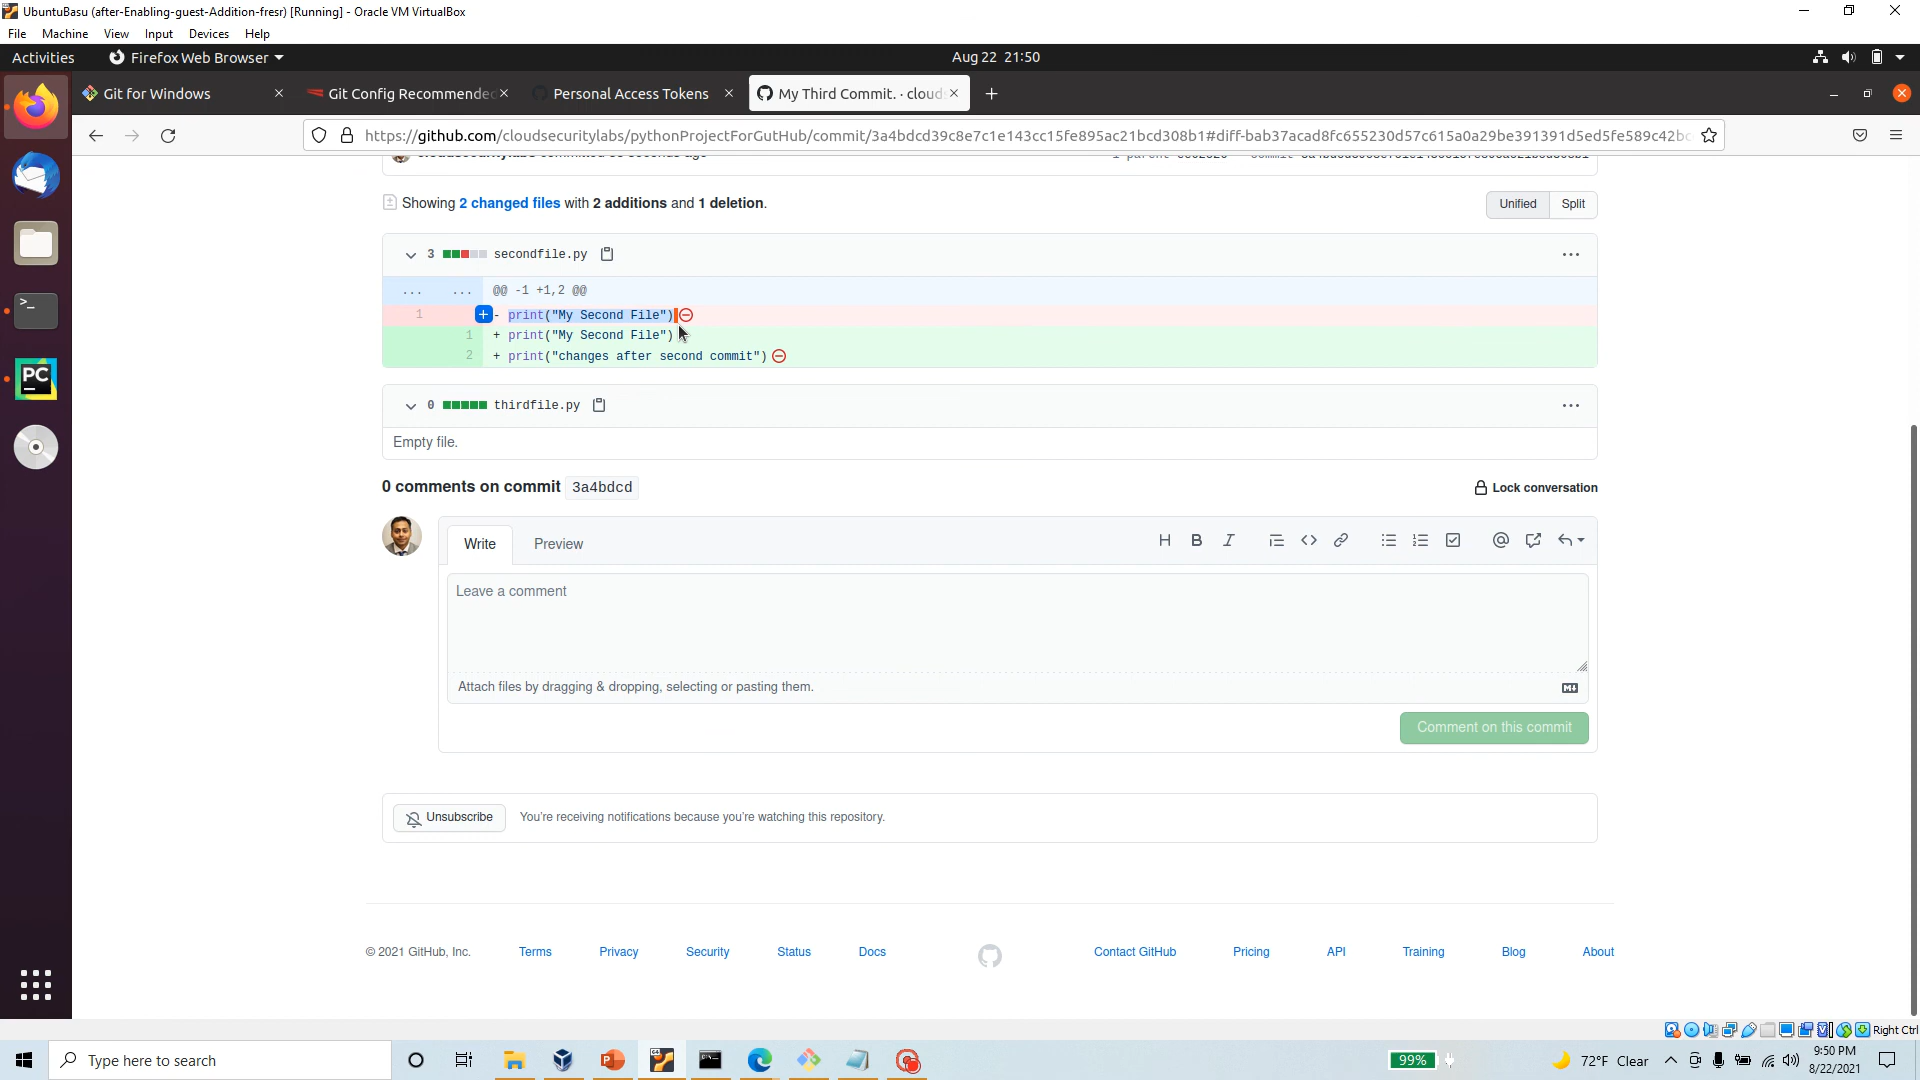 UbuntuBasu (after-Enabling-guest-Addition-fresr) [Running] - Oracle VM VirtualBox
File Machine View Input Devices Help
Activities Firefox Web Browser Aug 22 21:50
Git for Windows Git Config Recommended Personal Access Tokens My Third Commit. · clouds
https://github.com/cloudsecuritylabs/pythonProjectForGutHub/commit/3a4bdcd39c8e7c1e143cc15fe895ac21bcd308b1#diff-bab37acad8fc655230d57c615a0a29be391391d5ed5fe589c42bc
Showing 2 changed files with 2 additions and 1 deletion.
Unified Split
3 secondfile.py
... ... @@ -1 +1,2 @@
1 - print("My Second File")
1 + print("My Second File")
2 + print("changes after second commit")
0 thirdfile.py
Empty file.
0 comments on commit 3a4bdcd
Lock conversation
Write Preview
Leave a comment
Attach files by dragging & dropping, selecting or pasting them.
Comment on this commit
Unsubscribe You're receiving notifications because you're watching this repository.
© 2021 GitHub, Inc. Terms Privacy Security Status Docs Contact GitHub Pricing API Training Blog About
Right Ctrl
Type here to search
99%
72°F Clear
9:50 PM
8/22/2021